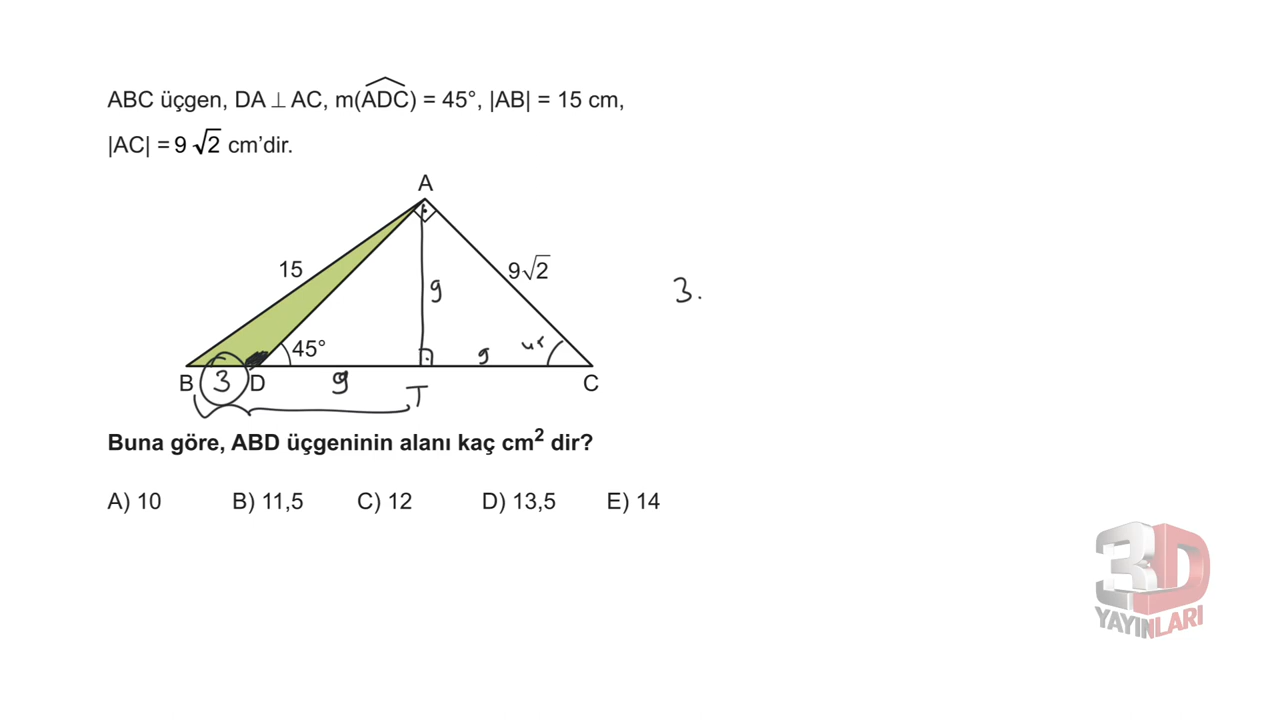 ABC üçgen, DA ⊥ AC, m(ADC) = 45°, |AB| = 15 cm,
|AC| = 9√2 cm'dir.
A
15
9√2
9
3.
45°
9
B
3
D
9
T
C
Buna göre, ABD üçgeninin alanı kaç cm² dir?
A) 10 B) 11,5 C) 12 D) 13,5 E) 14
3D
YAYINLARI